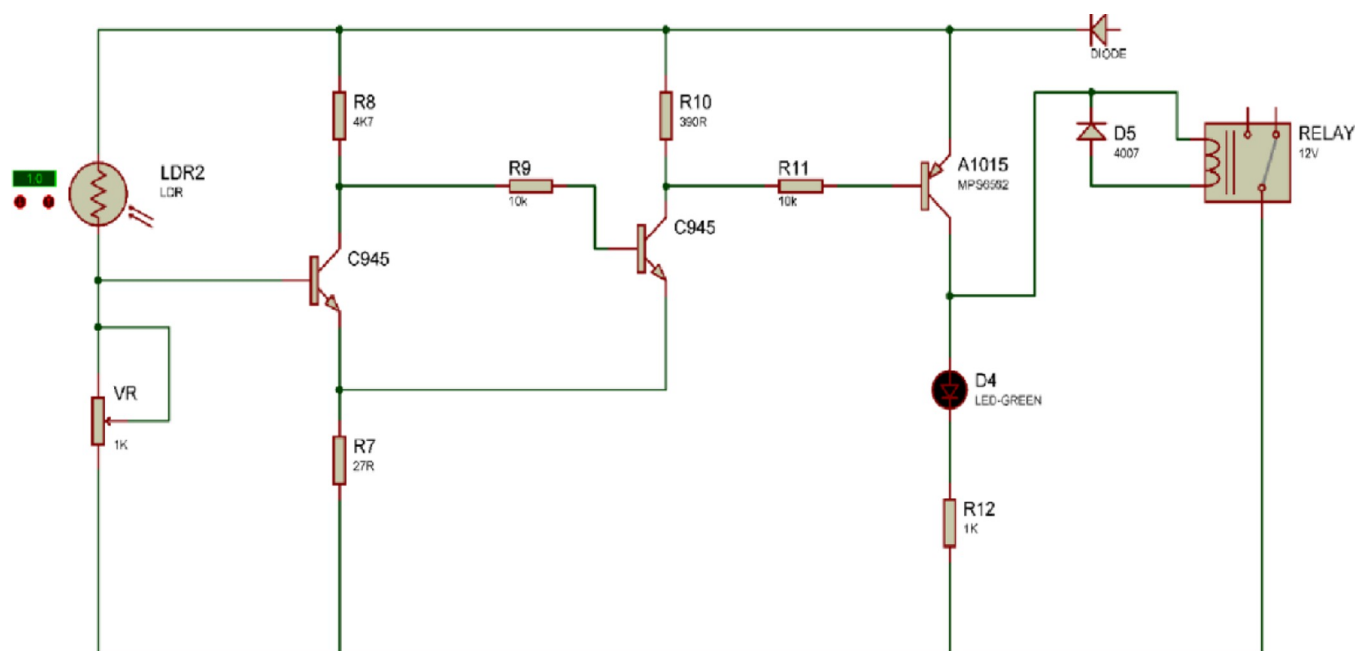 DIODE
R8
4K7
R10
390R
D5
4007
RELAY
12V
LDR2
LDR
1.0
R9
10k
R11
10k
A1015
MPS6562
C945
C945
VR
1K
R7
27R
D4
LED-GREEN
R12
1K